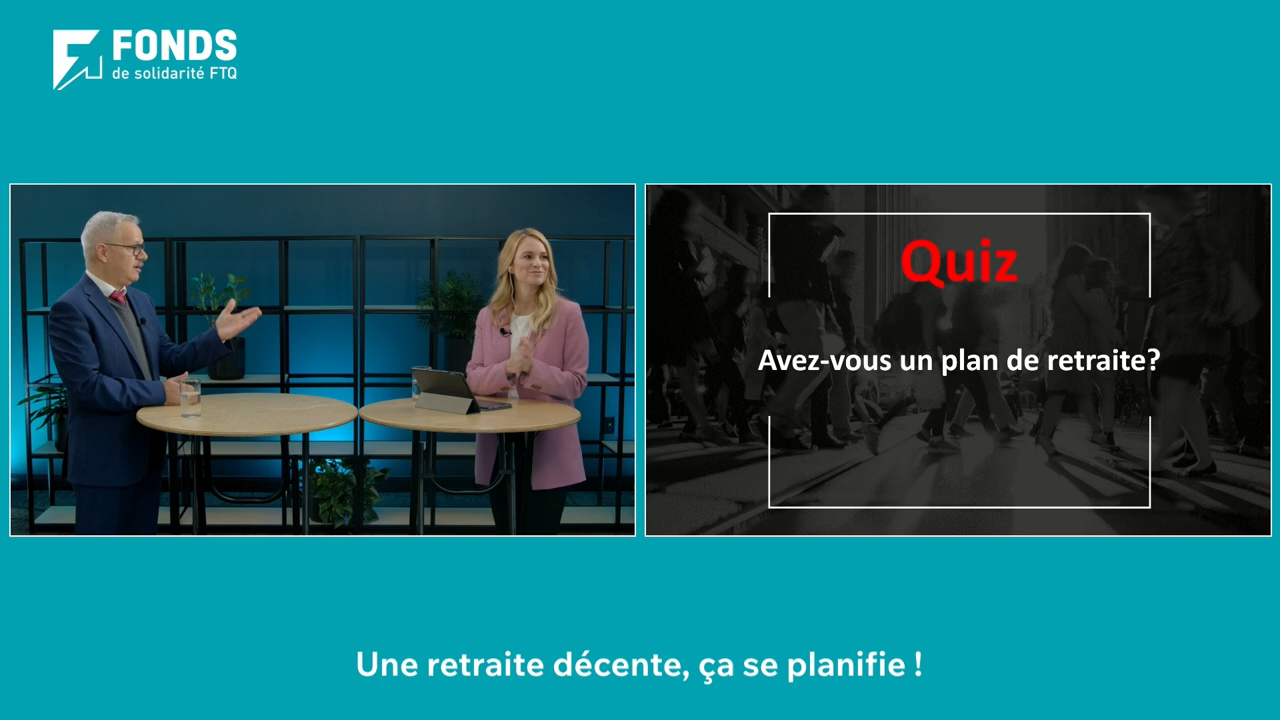 FONDS
de solidarité FTQ
Quiz
Avez-vous un plan de retraite?
Une retraite décente, ça se planifie !